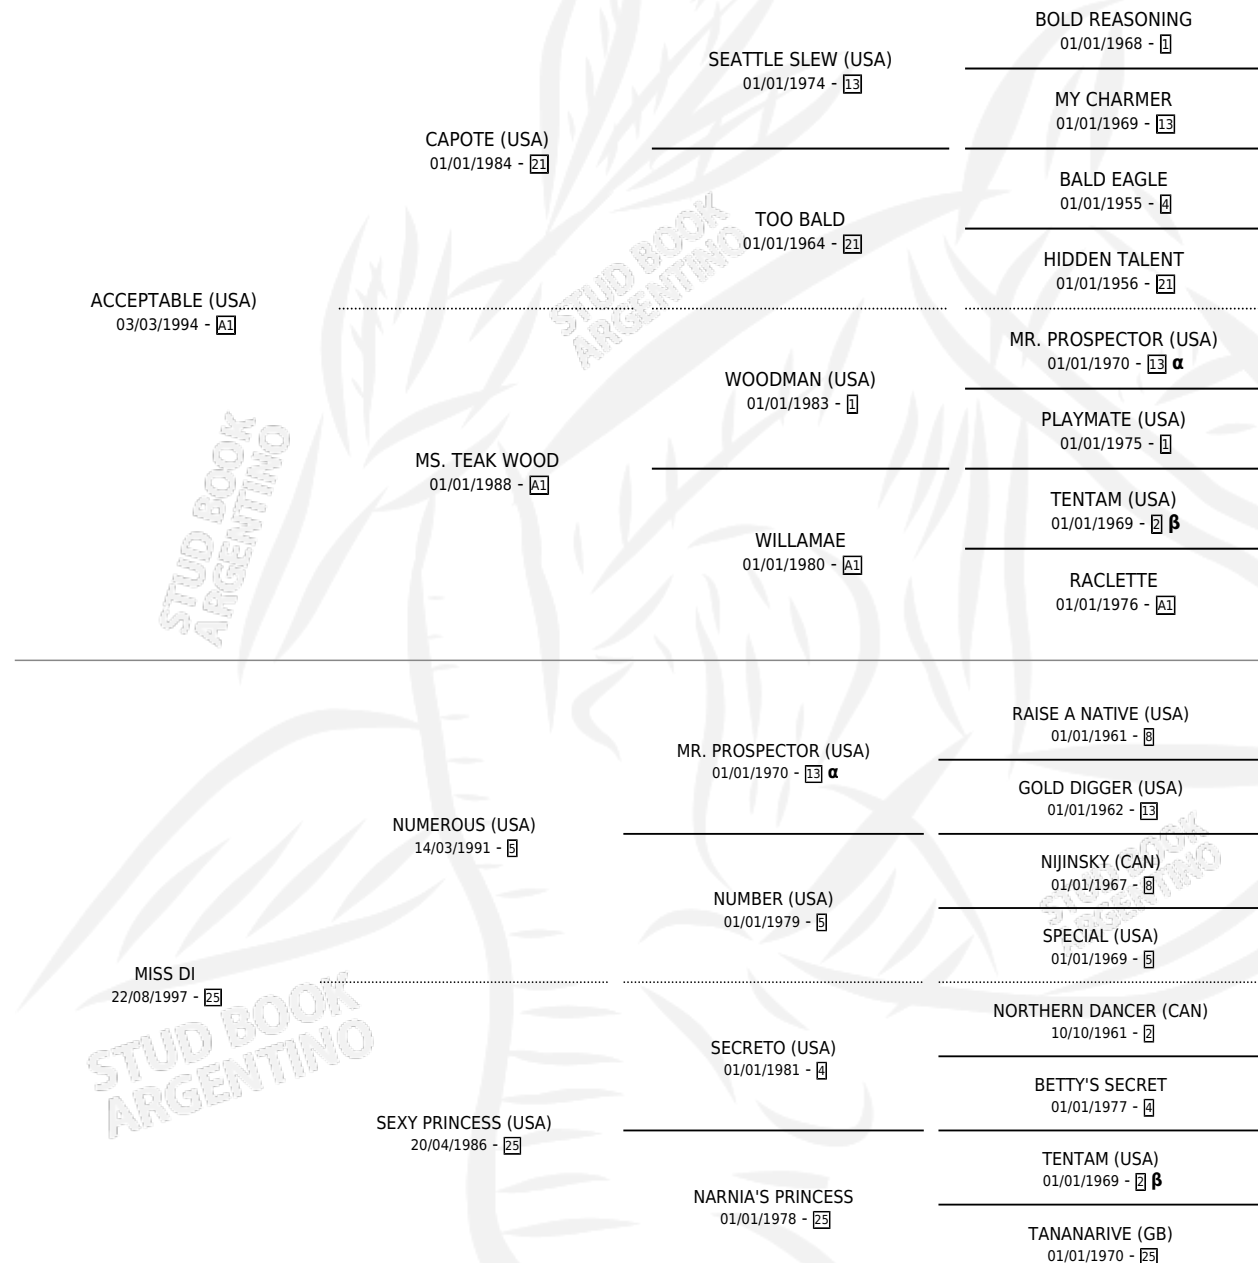 BOLD REASONING
01/01/1968 - 1
SEATTLE SLEW (USA)
01/01/1974 - 13
MY CHARMER
01/01/1969 - 13
CAPOTE (USA)
01/01/1984 - 21
BALD EAGLE
01/01/1955 - 4
TOO BALD
01/01/1964 - 21
HIDDEN TALENT
01/01/1956 - 21
ACCEPTABLE (USA)
03/03/1994 - A1
MR. PROSPECTOR (USA)
01/01/1970 - 13 α
WOODMAN (USA)
01/01/1983 - 1
PLAYMATE (USA)
01/01/1975 - 1
MS. TEAK WOOD
01/01/1988 - A1
TENTAM (USA)
01/01/1969 - 2 β
WILLAMAE
01/01/1980 - A1
RACLETTE
01/01/1976 - A1
RAISE A NATIVE (USA)
01/01/1961 - 8
MR. PROSPECTOR (USA)
01/01/1970 - 13 α
GOLD DIGGER (USA)
01/01/1962 - 13
NUMEROUS (USA)
14/03/1991 - 5
NIJINSKY (CAN)
01/01/1967 - 8
NUMBER (USA)
01/01/1979 - 5
SPECIAL (USA)
01/01/1969 - 5
MISS DI
22/08/1997 - 25
NORTHERN DANCER (CAN)
10/10/1961 - 2
SECRETO (USA)
01/01/1981 - 4
BETTY'S SECRET
01/01/1977 - 4
SEXY PRINCESS (USA)
20/04/1986 - 25
TENTAM (USA)
01/01/1969 - 2 β
NARNIA'S PRINCESS
01/01/1978 - 25
TANANARIVE (GB)
01/01/1970 - 25
STUD BOOK
ARGENTINO
STUD BOOK
ARGENTINO
STUD BOOK
ARGENTINO
STUD BOOK
ARGENTINO